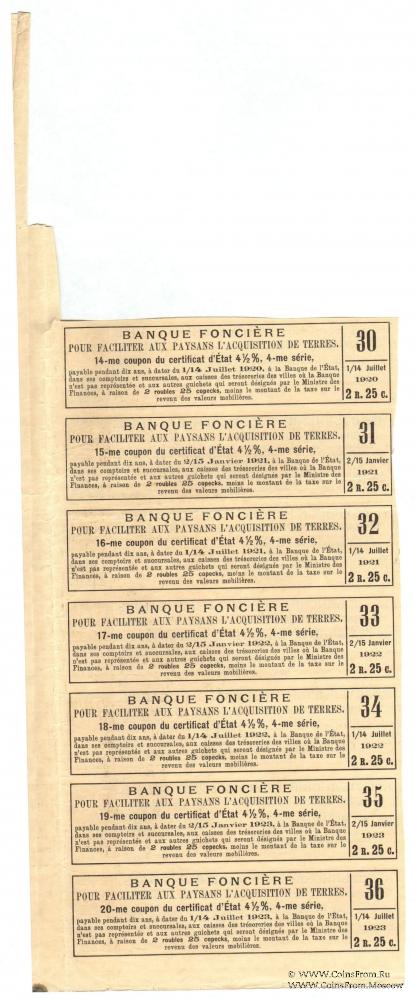 BANQUE FONCIÈRE
POUR FACILITER AUX PAYSANS L'ACQUISITION DE TERRES.
14-me coupon du certificat d'État 4½%, 4-me série,
payable pendant dix ans, à dater du 1/14 Juillet 1920, à la Banque de l'État,
dans ses comptoirs et succursales, aux caisses des trésoreries des villes où la Banque
n'est pas représentée et aux autres guichets qui seront désignés par le Ministre des
Finances, à raison de 2 roubles 25 copecks, moins le montant de la taxe sur le
revenu des valeurs mobilières.
30
1/14 Juillet
1920
2 R. 25 c.
BANQUE FONCIÈRE
POUR FACILITER AUX PAYSANS L'ACQUISITION DE TERRES.
15-me coupon du certificat d'État 4½%, 4-me série,
payable pendant dix ans, à dater du 2/15 Janvier 1921, à la Banque de l'État,
dans ses comptoirs et succursales, aux caisses des trésoreries des villes où la Banque
n'est pas représentée et aux autres guichets qui seront désignés par le Ministre des
Finances, à raison de 2 roubles 25 copecks, moins le montant de la taxe sur le
revenu des valeurs mobilières.
31
2/15 Janvier
1921
2 R. 25 c.
BANQUE FONCIÈRE
POUR FACILITER AUX PAYSANS L'ACQUISITION DE TERRES.
16-me coupon du certificat d'État 4½%, 4-me série,
payable pendant dix ans, à dater du 1/14 Juillet 1921, à la Banque de l'État,
dans ses comptoirs et succursales, aux caisses des trésoreries des villes où la Banque
n'est pas représentée et aux autres guichets qui seront désignés par le Ministre des
Finances, à raison de 2 roubles 25 copecks, moins le montant de la taxe sur le
revenu des valeurs mobilières.
32
1/14 Juillet
1921
2 R. 25 c.
BANQUE FONCIÈRE
POUR FACILITER AUX PAYSANS L'ACQUISITION DE TERRES.
17-me coupon du certificat d'État 4½%, 4-me série,
payable pendant dix ans, à dater du 2/15 Janvier 1922, à la Banque de l'État,
dans ses comptoirs et succursales, aux caisses des trésoreries des villes où la Banque
n'est pas représentée et aux autres guichets qui seront désignés par le Ministre des
Finances, à raison de 2 roubles 25 copecks, moins le montant de la taxe sur le
revenu des valeurs mobilières.
33
2/15 Janvier
1922
2 R. 25 c.
BANQUE FONCIÈRE
POUR FACILITER AUX PAYSANS L'ACQUISITION DE TERRES.
18-me coupon du certificat d'État 4½%, 4-me série,
payable pendant dix ans, à dater du 1/14 Juillet 1922, à la Banque de l'État,
dans ses comptoirs et succursales, aux caisses des trésoreries des villes où la Banque
n'est pas représentée et aux autres guichets qui seront désignés par le Ministre des
Finances, à raison de 2 roubles 25 copecks, moins le montant de la taxe sur le
revenu des valeurs mobilières.
34
1/14 Juillet
1922
2 R. 25 c.
BANQUE FONCIÈRE
POUR FACILITER AUX PAYSANS L'ACQUISITION DE TERRES.
19-me coupon du certificat d'État 4½%, 4-me série,
payable pendant dix ans, à dater du 2/15 Janvier 1923, à la Banque de l'État,
dans ses comptoirs et succursales, aux caisses des trésoreries des villes où la Banque
n'est pas représentée et aux autres guichets qui seront désignés par le Ministre des
Finances, à raison de 2 roubles 25 copecks, moins le montant de la taxe sur le
revenu des valeurs mobilières.
35
2/15 Janvier
1923
2 R. 25 c.
BANQUE FONCIÈRE
POUR FACILITER AUX PAYSANS L'ACQUISITION DE TERRES.
20-me coupon du certificat d'État 4½%, 4-me série,
payable pendant dix ans, à dater du 1/14 Juillet 1923, à la Banque de l'État,
dans ses comptoirs et succursales, aux caisses des trésoreries des villes où la Banque
n'est pas représentée et aux autres guichets qui seront désignés par le Ministre des
Finances, à raison de 2 roubles 25 copecks, moins le montant de la taxe sur le
revenu des valeurs mobilières.
36
1/14 Juillet
1923
2 R. 25 c.
© WWW.CoinsFrom.Ru
CoinsFrom.Moscow